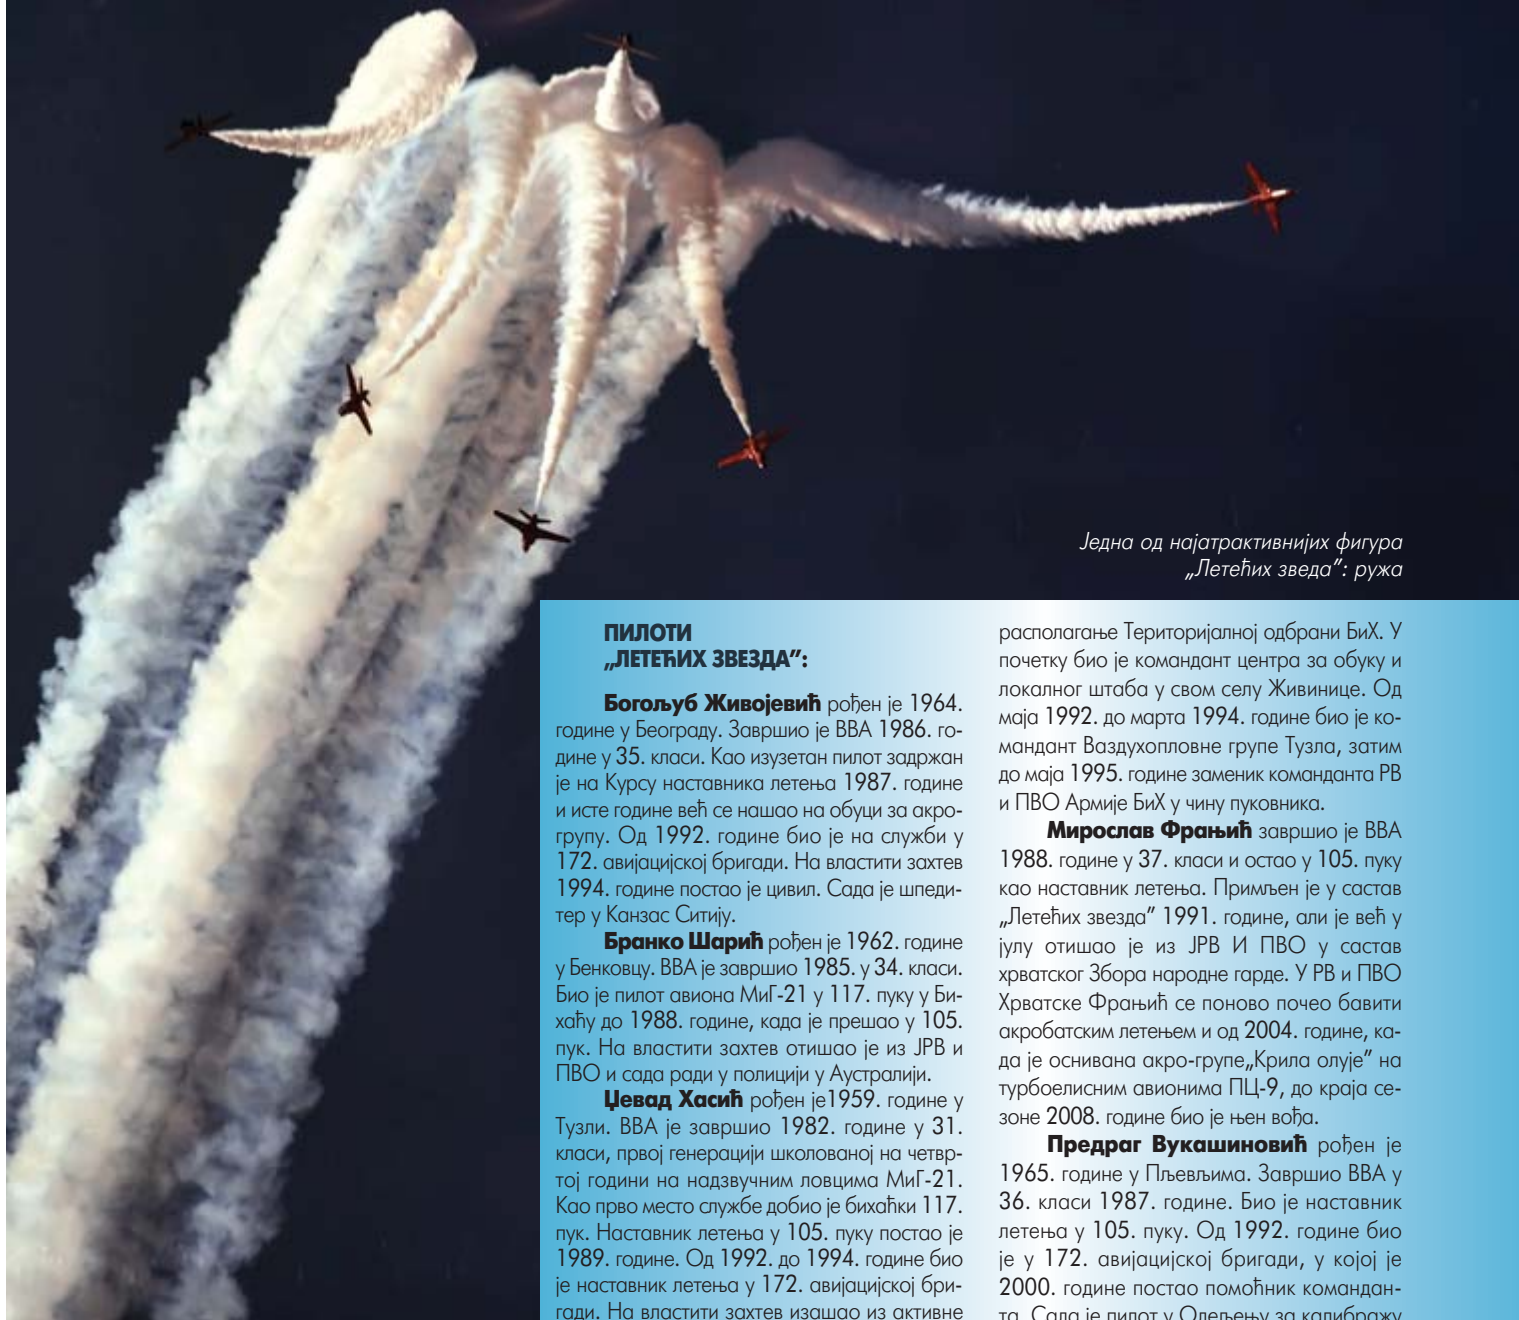 Једна од најатрактивнијих фигура
„Летећих зведа”: ружа
ПИЛОТИ
„ЛЕТЕЋИХ ЗВЕЗДА”:
Богољуб Живојевић рођен је 1964.
године у Београду. Завршио је ВВА 1986. го-
дине у 35. класи. Као изузетан пилот задржан
је на Курсу наставника летења 1987. године
и исте године већ се нашао на обуци за акро-
групу. Од 1992. године био је на служби у
172. авијацијској бригади. На властити захтев
1994. године постао је цивил. Сада је шпеди-
тер у Канзас Ситију.
Бранко Шарић рођен је 1962. године
у Бенковцу. ВВА је завршио 1985. у 34. класи.
Био је пилот авиона МиГ-21 у 117. пуку у Би-
хаћу до 1988. године, када је прешао у 105.
пук. На властити захтев отишао је из ЈРВ и
ПВО и сада ради у полицији у Аустралији.
Џевад Хасић рођен је1959. године у
Тузли. ВВА је завршио 1982. године у 31.
класи, првој генерацији школованој на четвр-
тој години на надзвучним ловцима МиГ-21.
Као прво место службе добио је бихаћки 117.
пук. Наставник летења у 105. пуку постао је
1989. године. Од 1992. до 1994. године био
је наставник летења у 172. авијацијској бри-
гади. На властити захтев изашао из активне
располагање Територијалној одбрани БиХ. У
почетку био је командант центра за обуку и
локалног штаба у свом селу Живинице. Од
маја 1992. до марта 1994. године био је ко-
мандант Ваздухопловне групе Тузла, затим
до маја 1995. године заменик команданта РВ
и ПВО Армије БиХ у чину пуковника.
Мирослав Фрањић завршио је ВВА
1988. године у 37. класи и остао у 105. пуку
као наставник летења. Примљен је у састав
„Летећих звезда” 1991. године, али је већ у
јулу отишао је из ЈРВ И ПВО у састав
хрватског Збора народне гарде. У РВ и ПВО
Хрватске Фрањић се поново почео бавити
акробатским летењем и од 2004. године, ка-
да је оснивана акро-групе„Крила олује” на
турбоелисним авионима ПЦ-9, до краја се-
зоне 2008. године био је њен вођа.
Предраг Вукашиновић рођен је
1965. године у Пљевљима. Завршио ВВА у
36. класи 1987. године. Био је наставник
летења у 105. пуку. Од 1992. године био
је у 172. авијацијској бригади, у којој је
2000. године постао помоћник командан-
та. Сада је пилот у Одељењу за калибражу